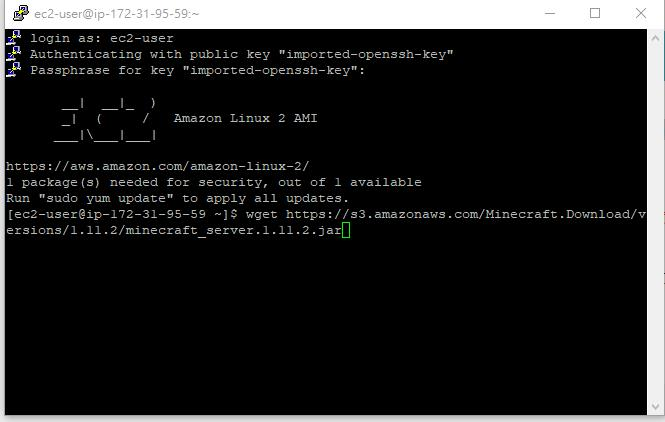 ec2-user@ip-172-31-95-59:~
login as: ec2-user
Authenticating with public key "imported-openssh-key"
Passphrase for key "imported-openssh-key":
       __|  __|_  )
       _|  (     /   Amazon Linux 2 AMI
      ___|\___|___|
https://aws.amazon.com/amazon-linux-2/
1 package(s) needed for security, out of 1 available
Run "sudo yum update" to apply all updates.
[ec2-user@ip-172-31-95-59 ~]$ wget https://s3.amazonaws.com/Minecraft.Download/v
ersions/1.11.2/minecraft_server.1.11.2.jar